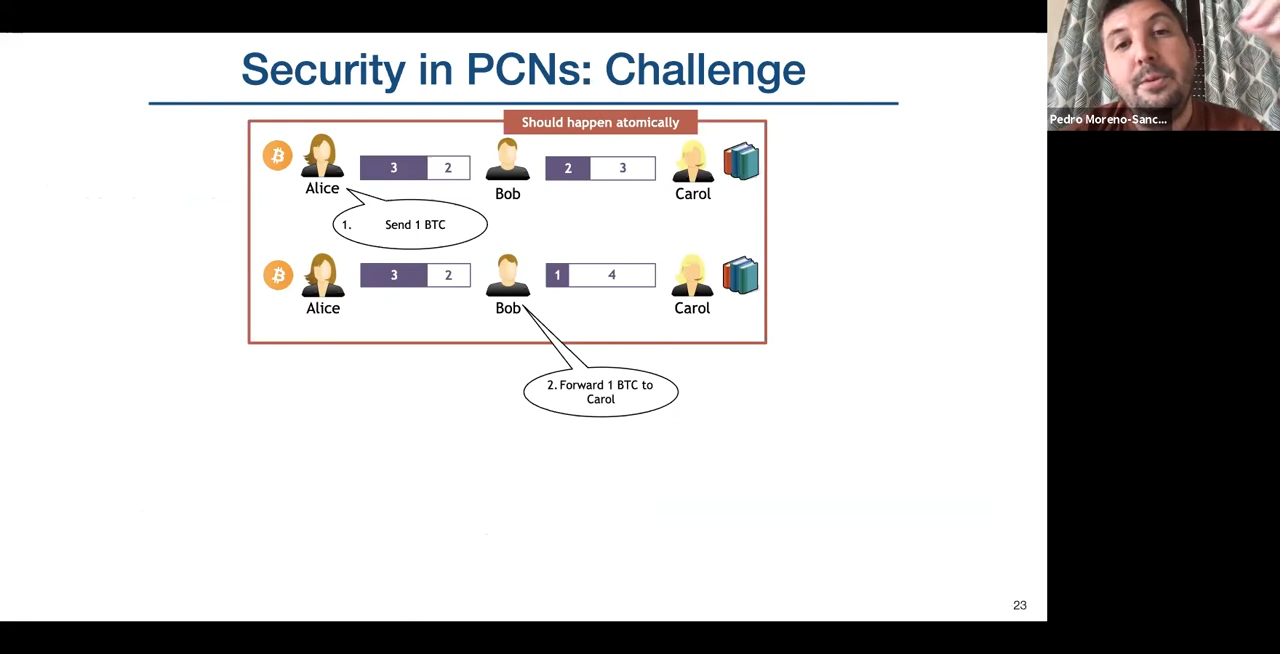 Security in PCNs: Challenge
Pedro Moreno-Sanc...
Should happen atomically
3 2 2 3
Alice Bob Carol
1. Send 1 BTC
3 2 1 4
Alice Bob Carol
2. Forward 1 BTC to
Carol
23